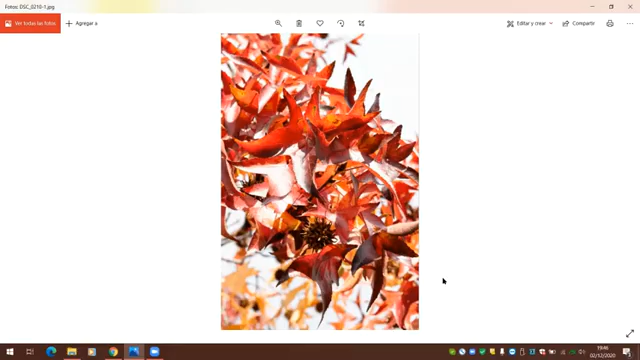 Fotos: DSC_0210-1.jpg
Ver todas las fotos
Agregar a
Editar y crear
Compartir
19:46
02/12/2020